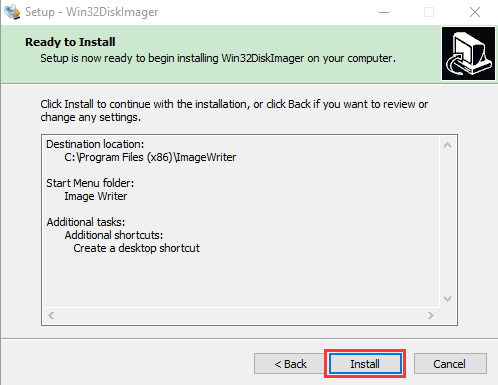 Setup - Win32DiskImager
Ready to Install
Setup is now ready to begin installing Win32DiskImager on your computer.
Click Install to continue with the installation, or click Back if you want to review or
change any settings.
Destination location:
C:\Program Files (x86)\ImageWriter
Start Menu folder:
Image Writer
Additional tasks:
Additional shortcuts:
Create a desktop shortcut
< Back
Install
Cancel